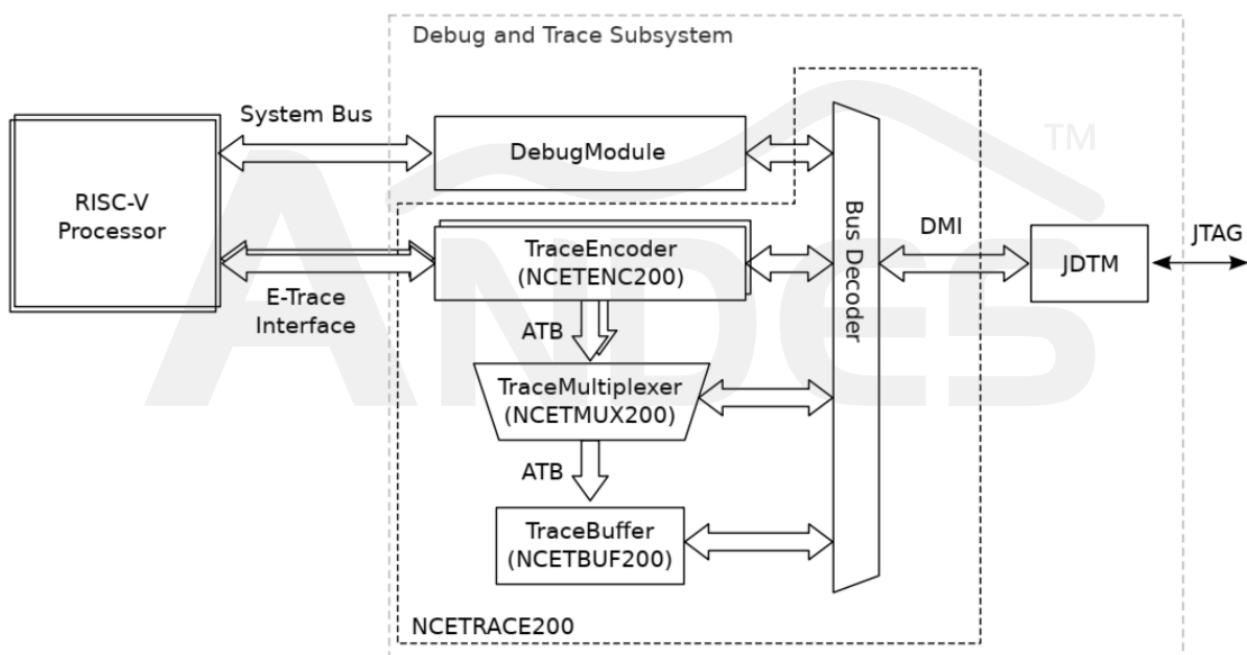 Debug and Trace Subsystem
System Bus
DebugModule
RISC-V
Processor
TM
TraceEncoder
(NCETENC200)
E-Trace
Interface
Bus Decoder
DMI
JDTM
JTAG
ATB
TraceMultiplexer
(NCETMUX200)
ATB
TraceBuffer
(NCETBUF200)
NCETRACE200
ANDES